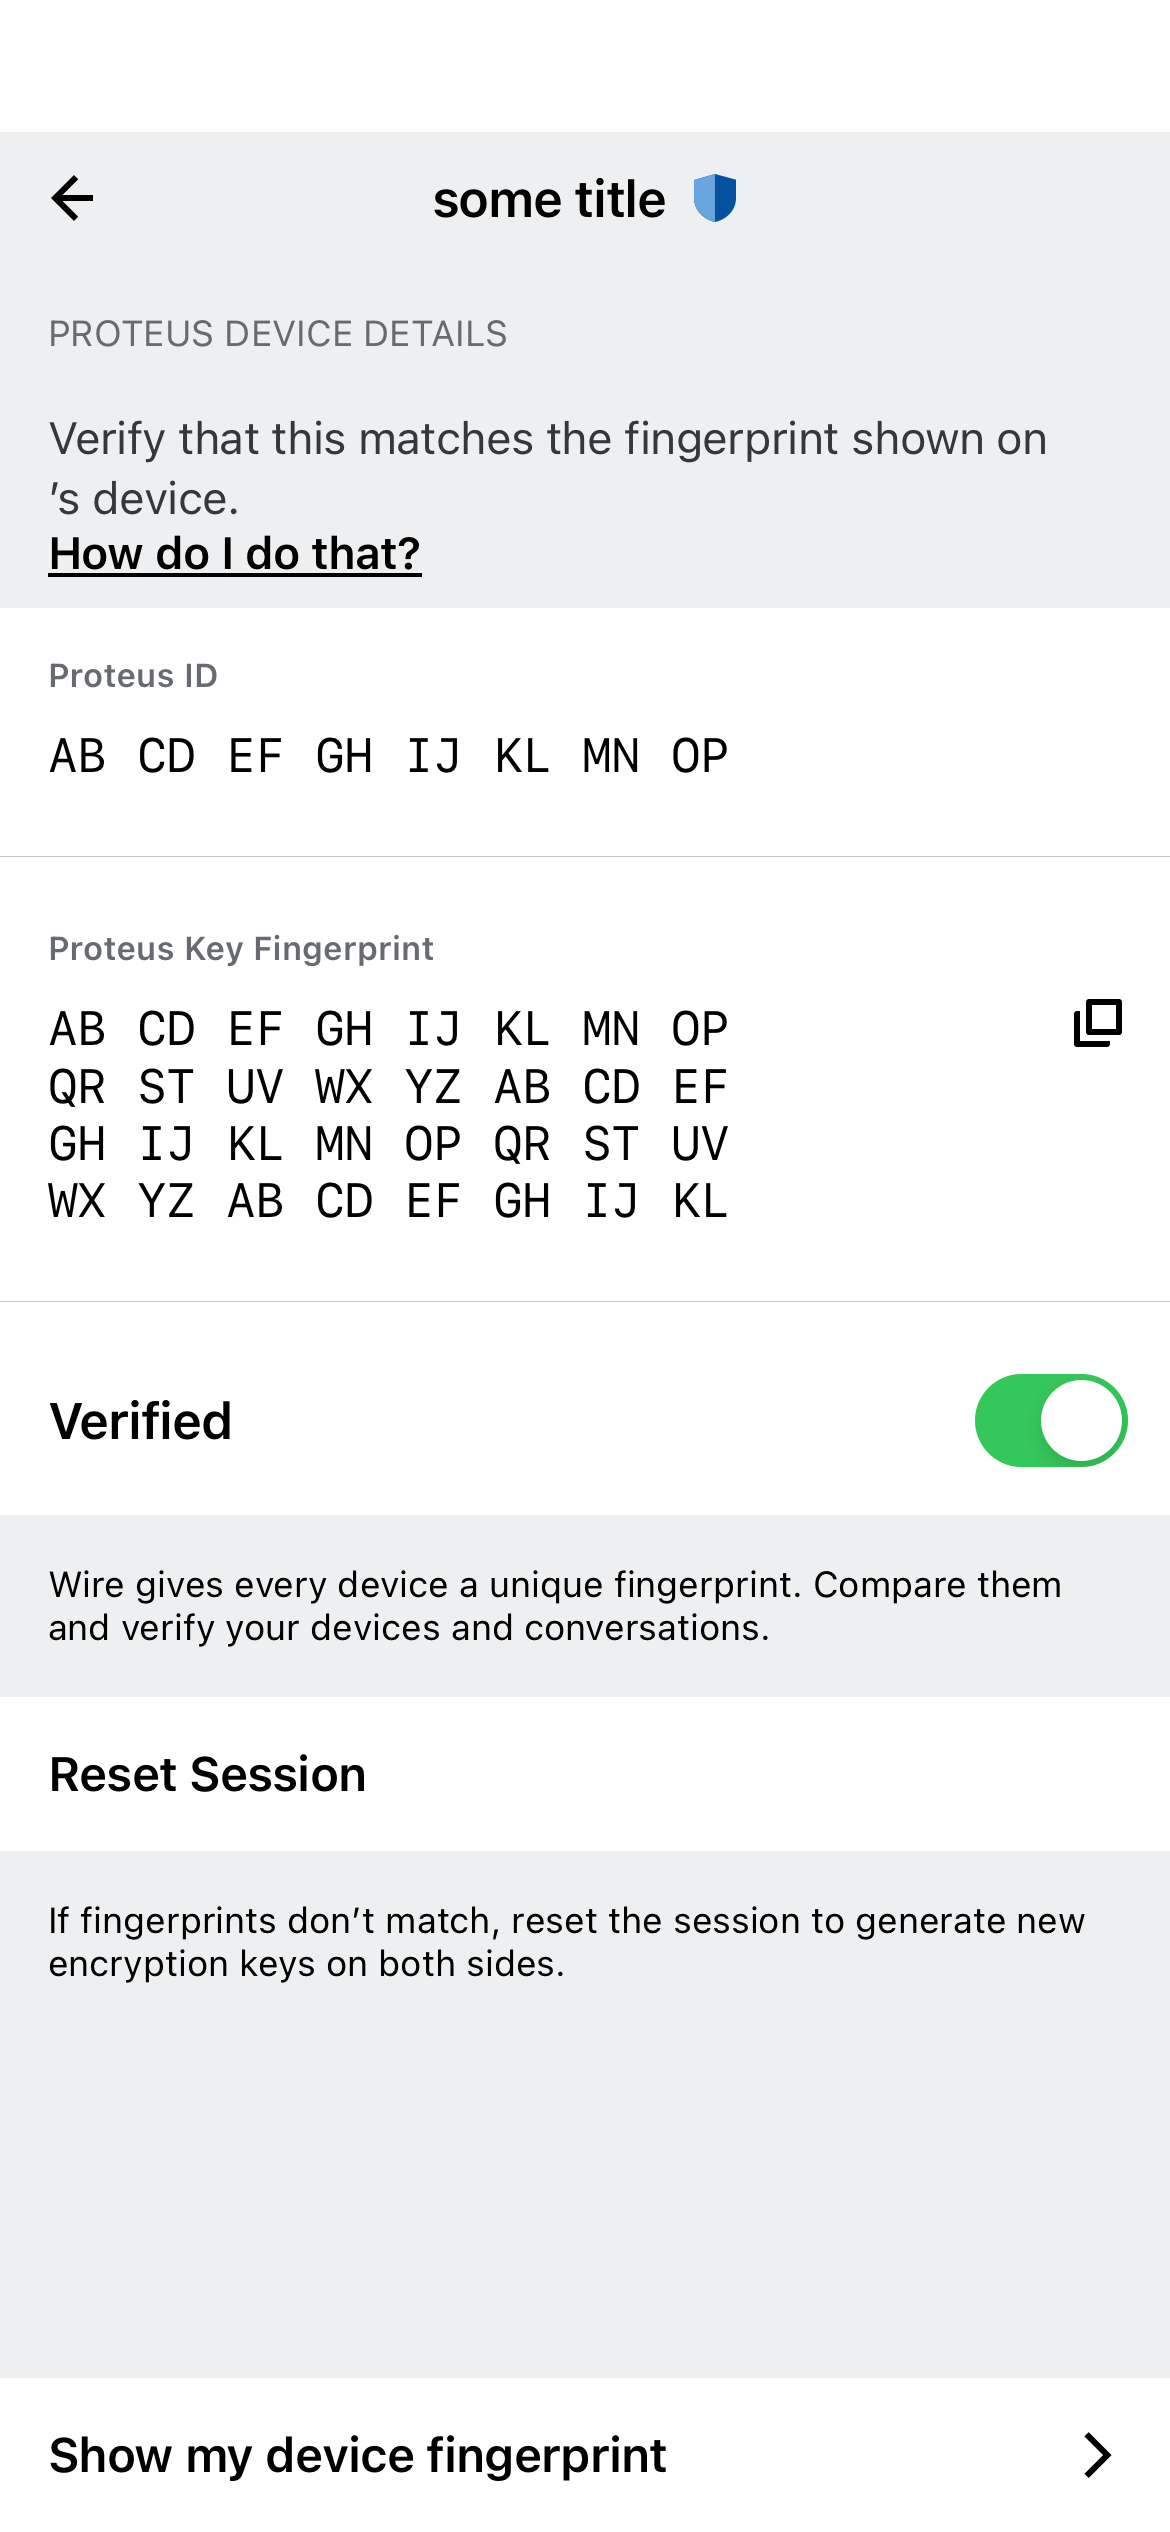 some title
PROTEUS DEVICE DETAILS
Verify that this matches the fingerprint shown on
’s device.
How do I do that?
Proteus ID
AB CD EF GH IJ KL MN OP
Proteus Key Fingerprint
AB CD EF GH IJ KL MN OP
QR ST UV WX YZ AB CD EF
GH IJ KL MN OP QR ST UV
WX YZ AB CD EF GH IJ KL
Verified
Wire gives every device a unique fingerprint. Compare them
and verify your devices and conversations.
Reset Session
If fingerprints don’t match, reset the session to generate new
encryption keys on both sides.
Show my device fingerprint